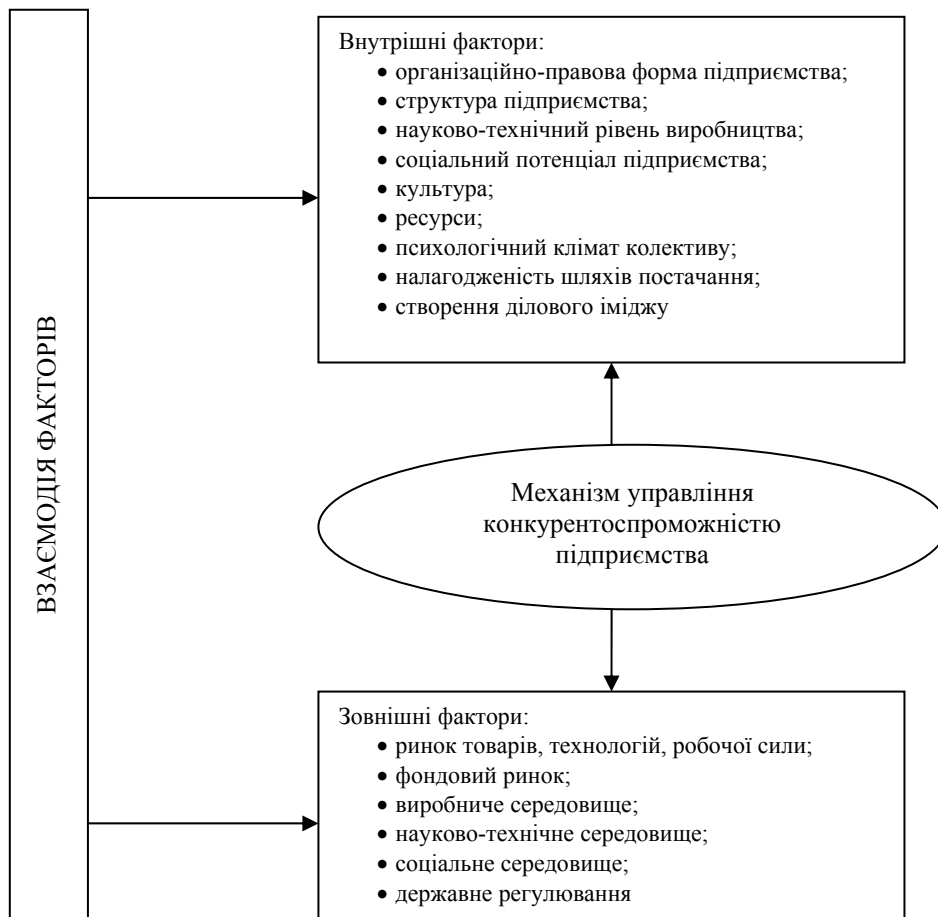 ВЗАЄМОДІЯ ФАКТОРІВ
Внутрішні фактори:
• організаційно-правова форма підприємства;
• структура підприємства;
• науково-технічний рівень виробництва;
• соціальний потенціал підприємства;
• культура;
• ресурси;
• психологічний клімат колективу;
• налагодженість шляхів постачання;
• створення ділового іміджу
Механізм управління
конкурентоспроможністю
підприємства
Зовнішні фактори:
• ринок товарів, технологій, робочої сили;
• фондовий ринок;
• виробниче середовище;
• науково-технічне середовище;
• соціальне середовище;
• державне регулювання